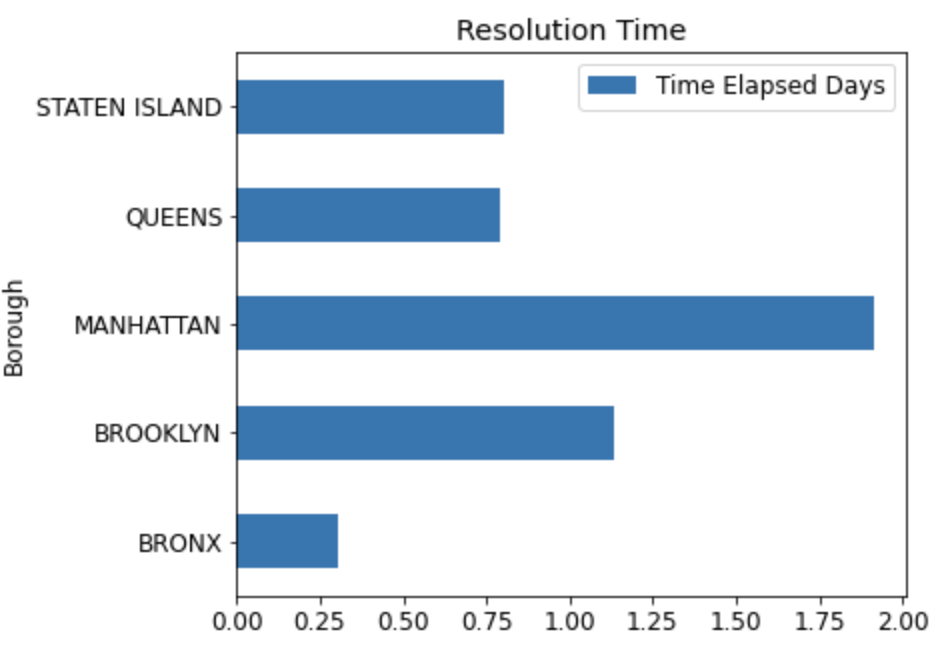 Resolution Time
Time Elapsed Days
STATEN ISLAND
QUEENS
MANHATTAN
BROOKLYN
BRONX
Borough
0.00 0.25 0.50 0.75 1.00 1.25 1.50 1.75 2.00